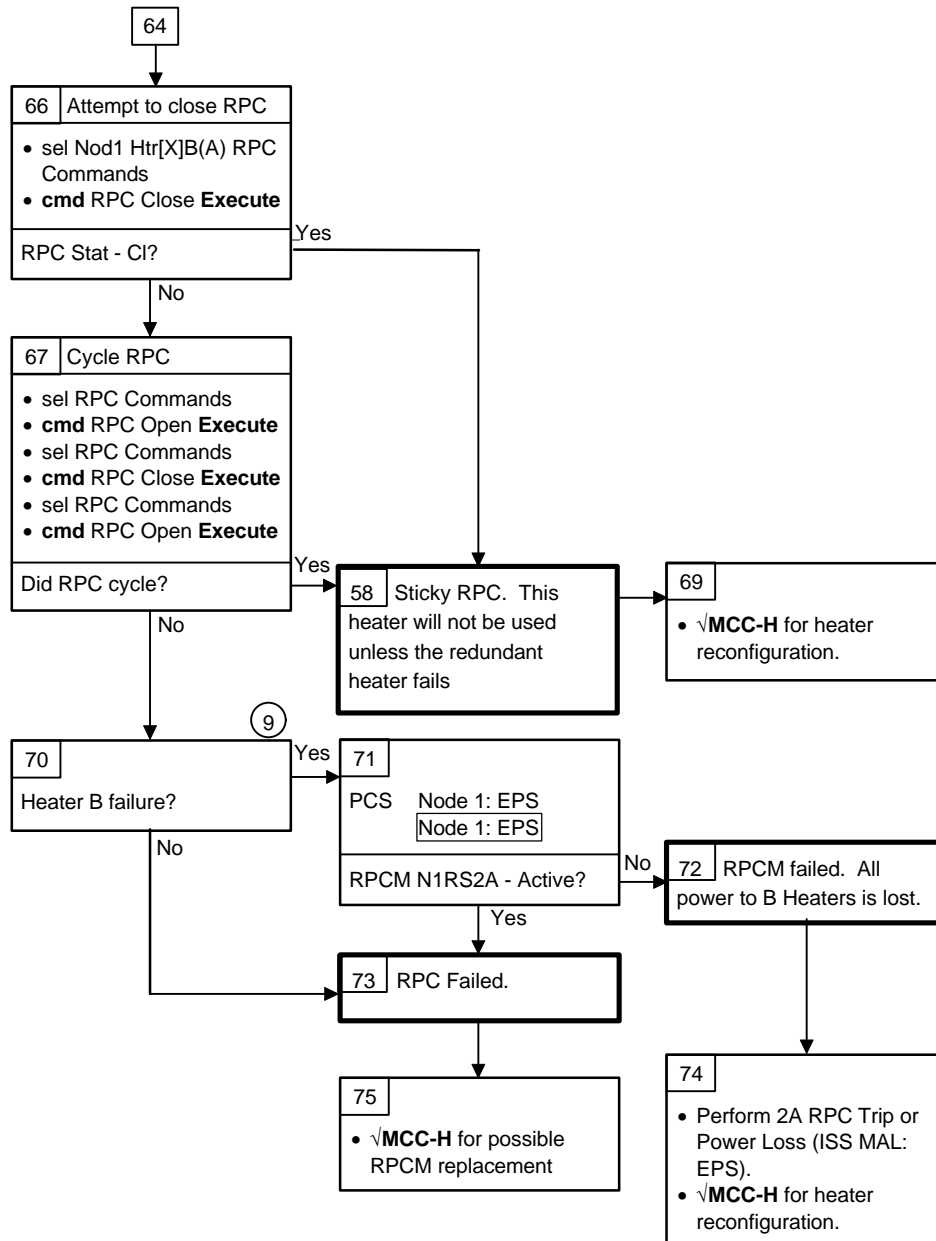 64
66 Attempt to close RPC
• sel Nod1 Htr[X]B(A) RPC
Commands
• cmd RPC Close Execute
RPC Stat - Cl?
Yes
No
67 Cycle RPC
• sel RPC Commands
• cmd RPC Open Execute
• sel RPC Commands
• cmd RPC Close Execute
• sel RPC Commands
• cmd RPC Open Execute
Did RPC cycle?
Yes
No
58 Sticky RPC. This
heater will not be used
unless the redundant
heater fails
69
• √MCC-H for heater
reconfiguration.
9
70
Heater B failure?
Yes
No
71
PCS Node 1: EPS
Node 1: EPS
RPCM N1RS2A - Active?
No
Yes
72 RPCM failed. All
power to B Heaters is lost.
73 RPC Failed.
75
• √MCC-H for possible
RPCM replacement
74
• Perform 2A RPC Trip or
Power Loss (ISS MAL:
EPS).
• √MCC-H for heater
reconfiguration.